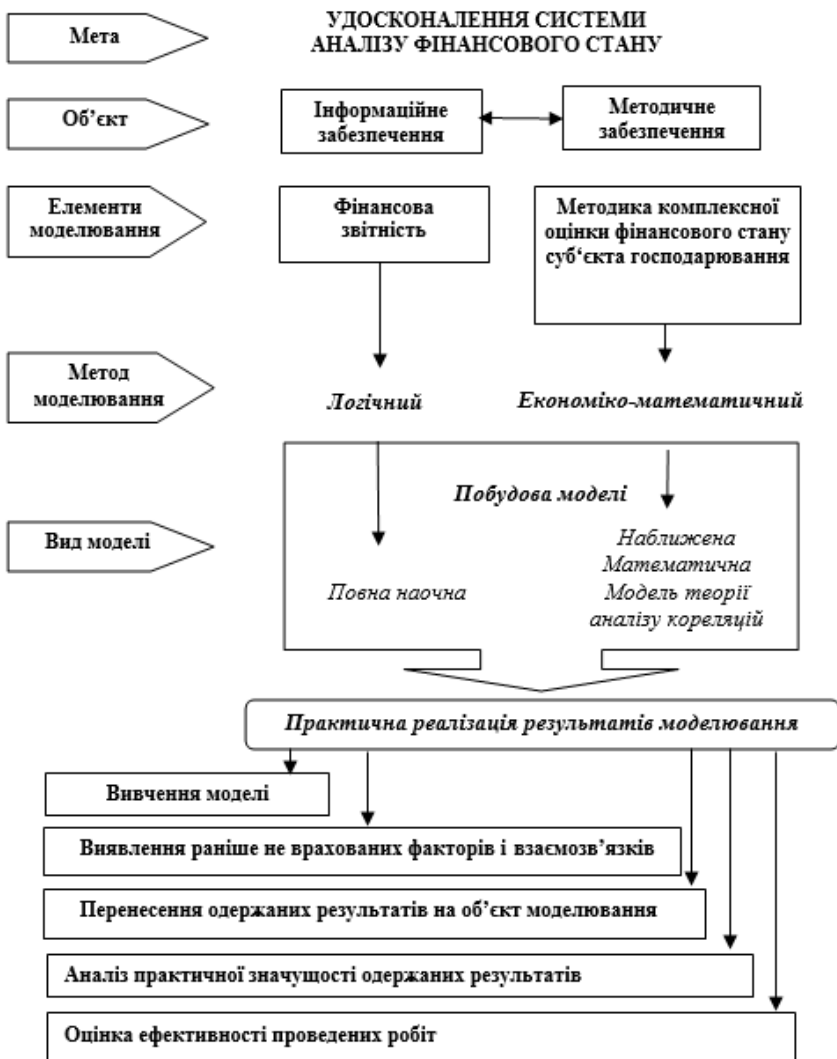 Мета
УДОСКОНАЛЕННЯ СИСТЕМИ
АНАЛІЗУ ФІНАНСОВОГО СТАНУ
Об’єкт
Інформаційне
забезпечення
Методичне
забезпечення
Елементи
моделювання
Фінансова
звітність
Методика комплексної
оцінки фінансового стану
суб‘єкта господарювання
Метод
моделювання
Логічний
Економіко-математичний
Побудова моделі
Вид моделі
Повна наочна
Наближена
Математична
Модель теорії
аналізу кореляцій
Практична реалізація результатів моделювання
Вивчення моделі
Виявлення раніше не врахованих факторів і взаємозв’язків
Перенесення одержаних результатів на об’єкт моделювання
Аналіз практичної значущості одержаних результатів
Оцінка ефективності проведених робіт